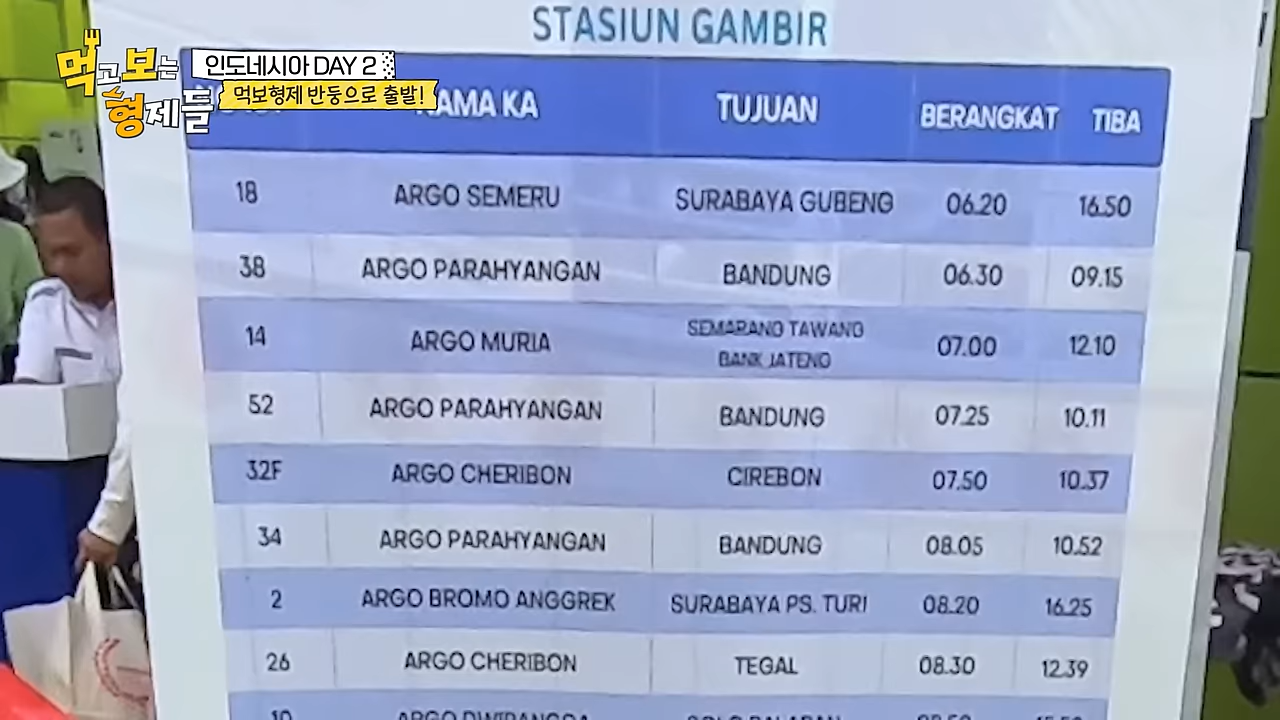 STASIUN GAMBIR
먹고 보는 형제들
인도네시아 DAY 2
먹보형제 반둥으로 출발!
NAMA KA TUJUAN BERANGKAT TIBA
18 ARGO SEMERU SURABAYA GUBENG 06.20 16.50
38 ARGO PARAHYANGAN BANDUNG 06.30 09.15
14 ARGO MURIA SEMARANG TAWANG BANK JATENG 07.00 12.10
52 ARGO PARAHYANGAN BANDUNG 07.25 10.11
32F ARGO CHERIBON CIREBON 07.50 10.37
34 ARGO PARAHYANGAN BANDUNG 08.05 10.52
2 ARGO BROMO ANGGREK SURABAYA PS. TURI 08.20 16.25
26 ARGO CHERIBON TEGAL 08.30 12.39
10 ARGO DWIPANGGA SOLO BALAPAN